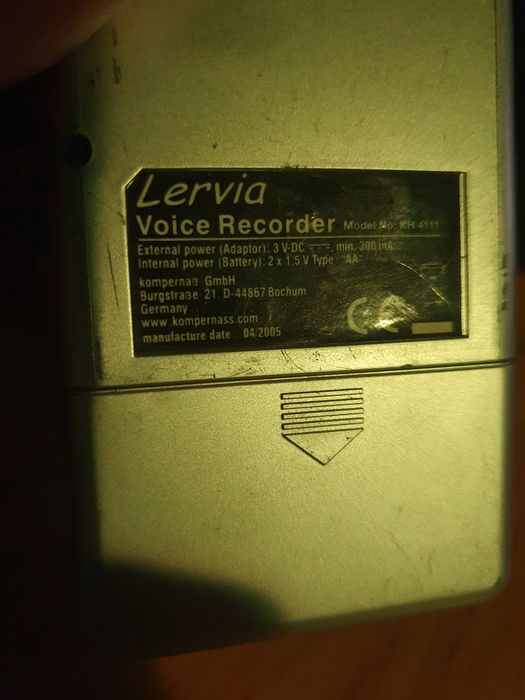 Lervia
Voice Recorder Model No: KH 4111
External power (Adaptor): 3 V-DC ⎓, min. 300 mA
Internal power (Battery): 2 x 1.5 V Type "AA"
kompernaß GmbH
Burgstraße 21. D-44867 Bochum
Germany
www.kompernass.com
manufacture date : 04/2005
CE